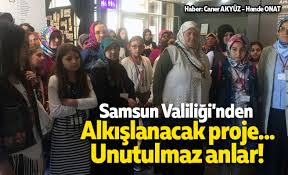 Haber: Caner AKYÜZ - Hande ONAT
Samsun Valiliği'nden
Alkışlanacak proje...
Unutulmaz anlar!